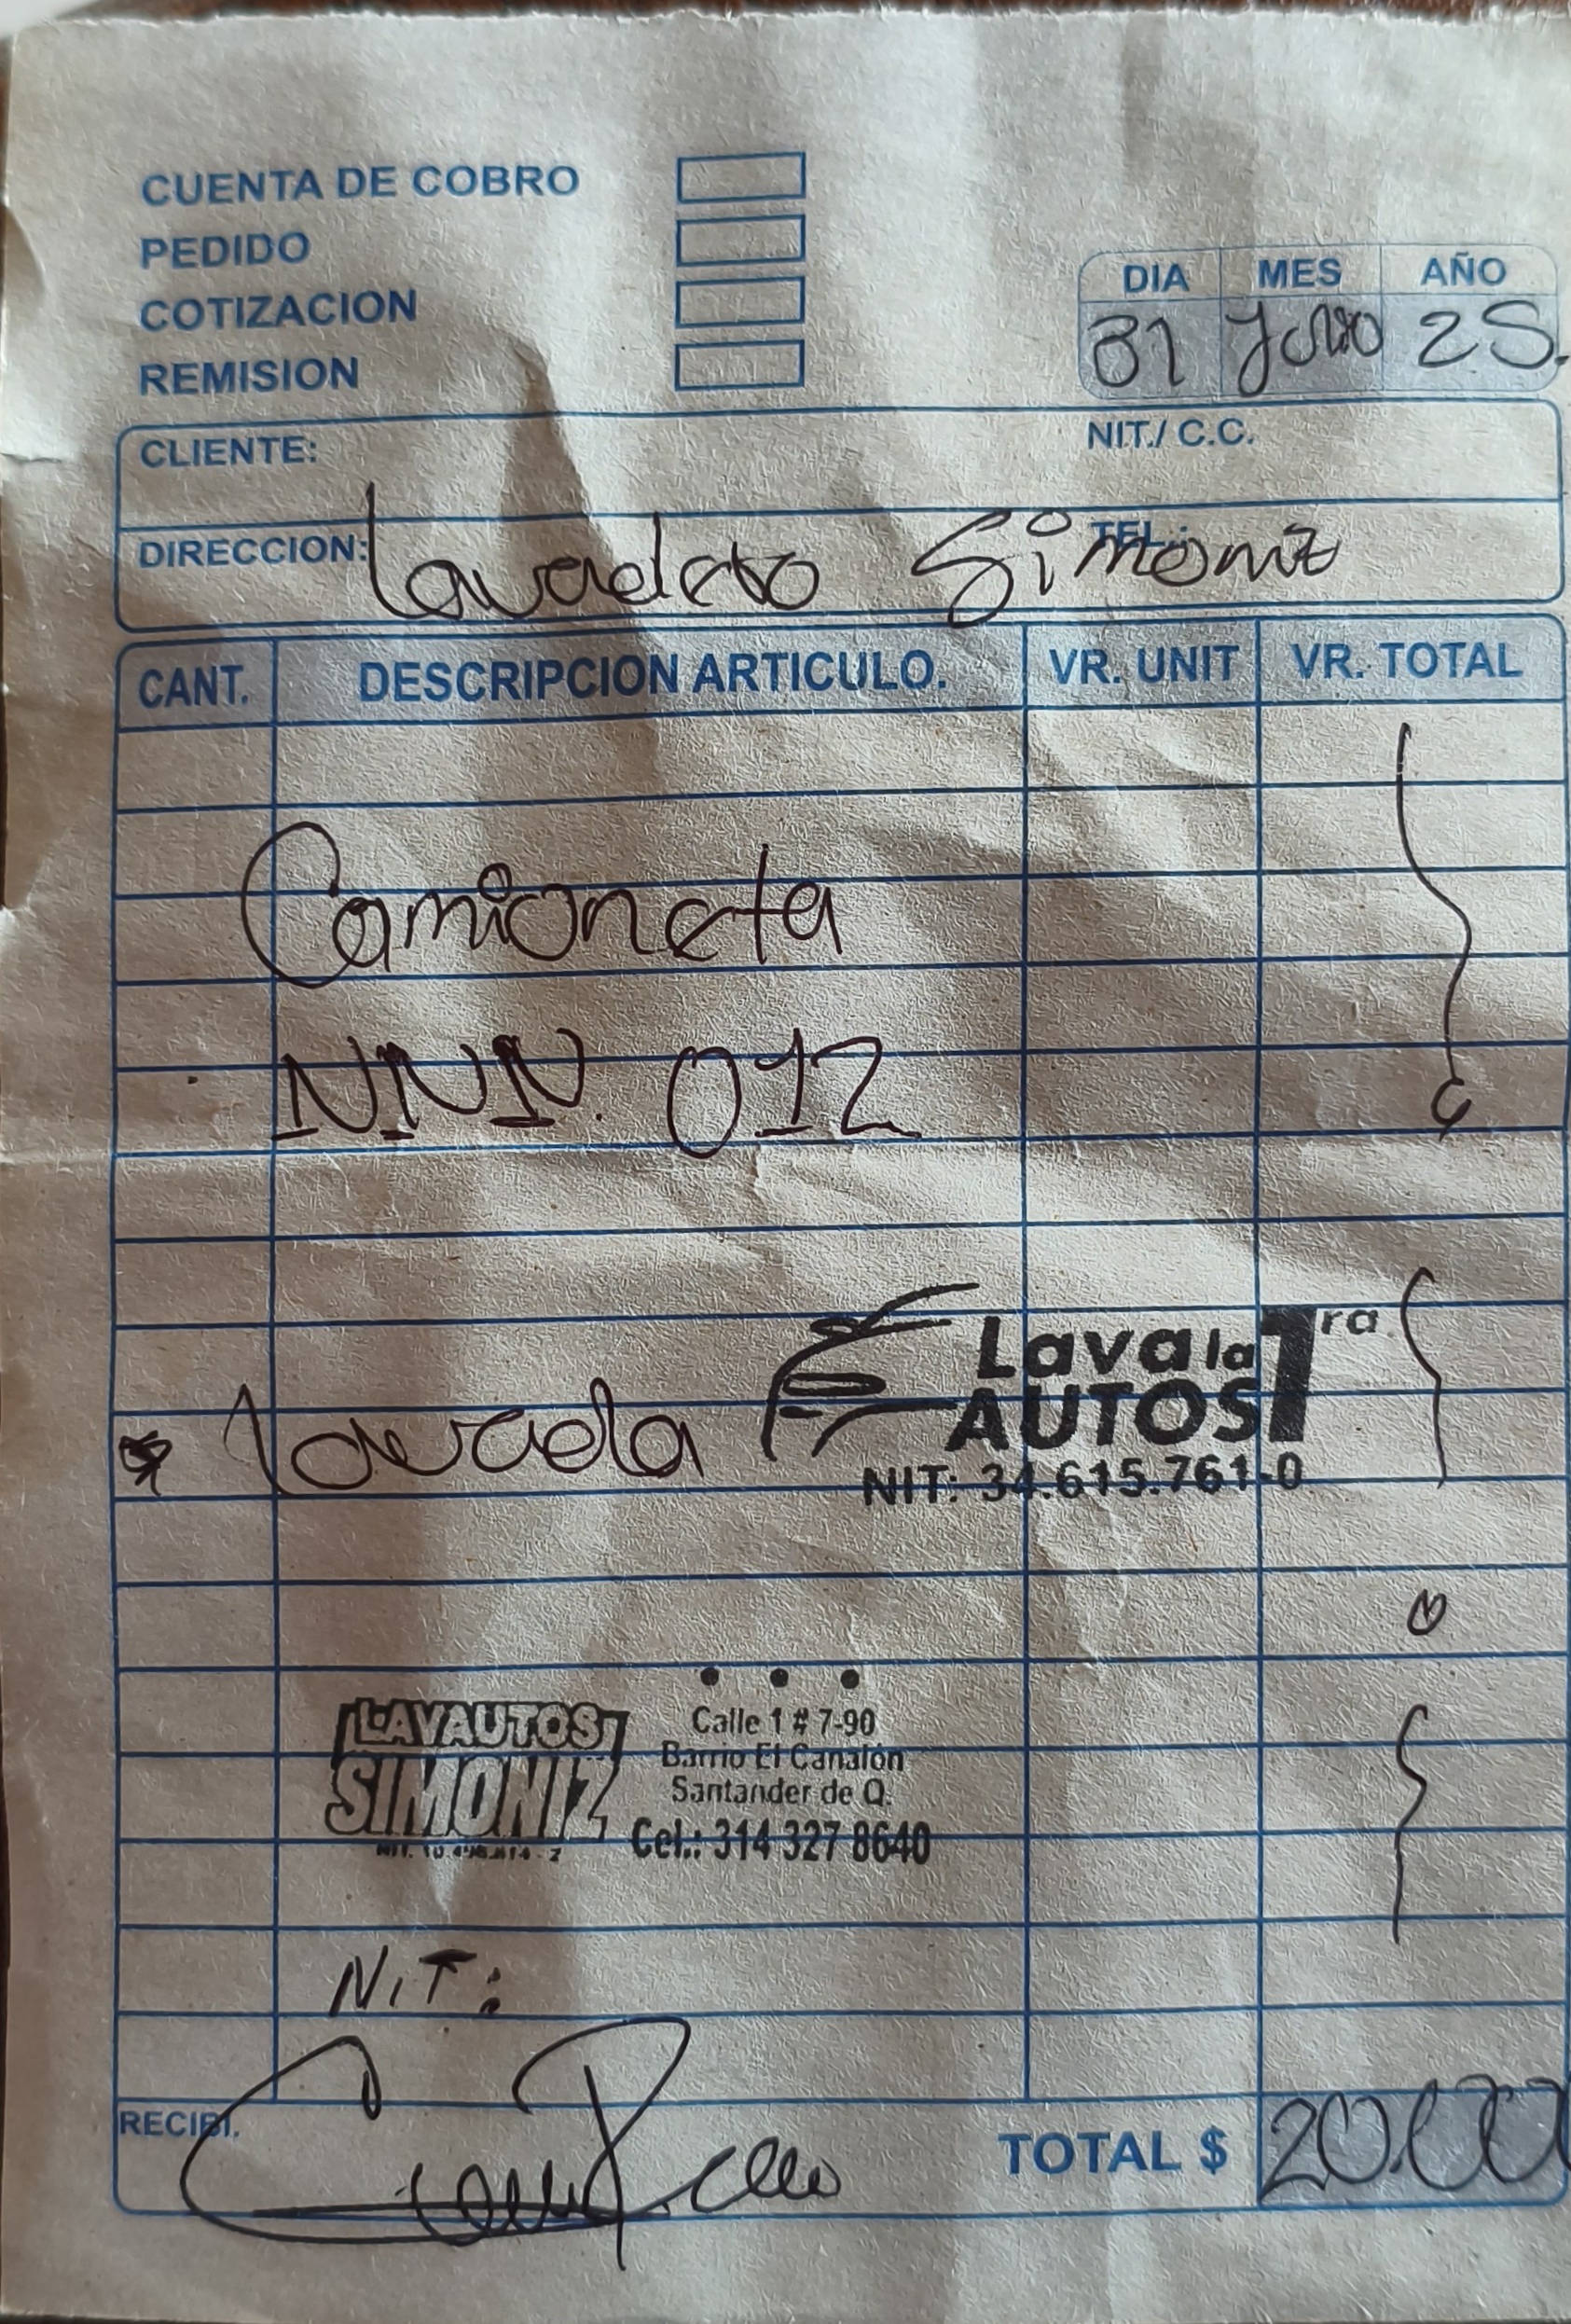 CUENTA DE COBRO
PEDIDO
COTIZACION
REMISION
DIA MES AÑO
31 Julio 25.
CLIENTE: NIT./ C.C.
DIRECCION: TEL.:
Lavadero Simoniz
CANT. DESCRIPCION ARTICULO. VR. UNIT VR. TOTAL
Camioneta
NNN. 012
Lava la 1ra
AUTOS
NIT: 34.615.761-0
* Lavada
LAVAUTOS
SIMONIZ
Calle 1 # 7-90
Barrio El Canalón
Santander de Q.
Cel.: 314 327 8640
NIT:
RECIBI.
TOTAL $ 20.000